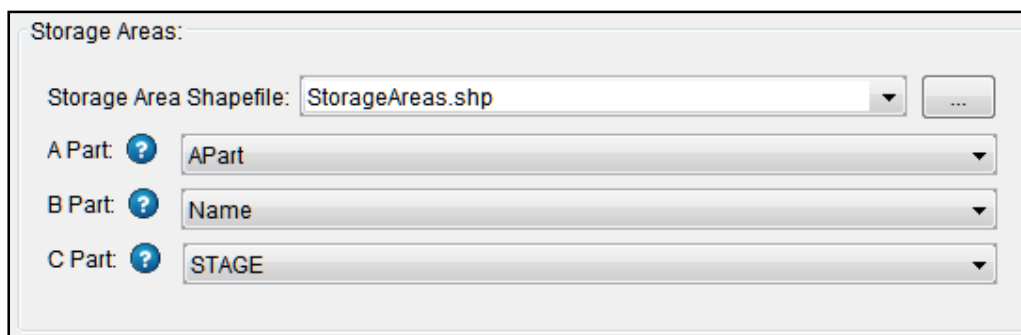 Storage Areas:
Storage Area Shapefile: StorageAreas.shp ...
A Part: ? APart
B Part: ? Name
C Part: ? STAGE